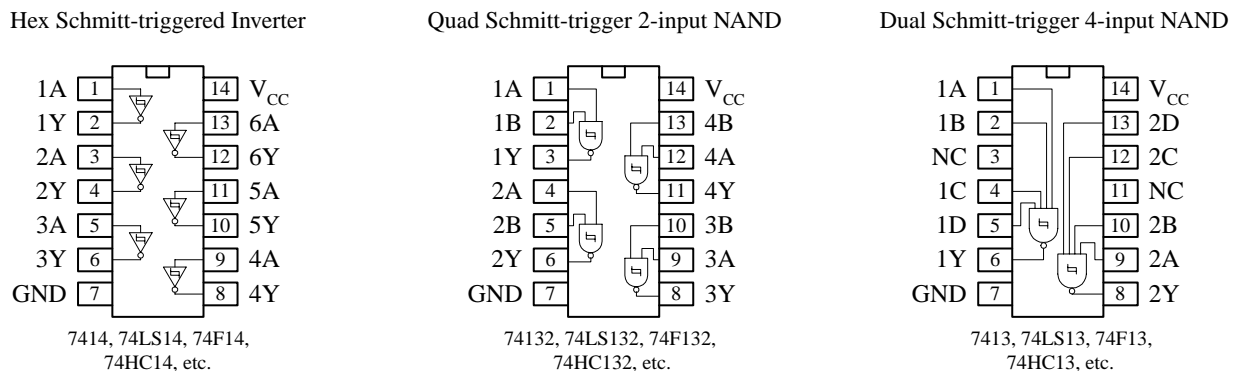 Hex Schmitt-triggered Inverter
1A 1 14 VCC
1Y 2 13 6A
2A 3 12 6Y
2Y 4 11 5A
3A 5 10 5Y
3Y 6 9 4A
GND 7 8 4Y
7414, 74LS14, 74F14,
74HC14, etc.
Quad Schmitt-trigger 2-input NAND
1A 1 14 VCC
1B 2 13 4B
1Y 3 12 4A
2A 4 11 4Y
2B 5 10 3B
2Y 6 9 3A
GND 7 8 3Y
74132, 74LS132, 74F132,
74HC132, etc.
Dual Schmitt-trigger 4-input NAND
1A 1 14 VCC
1B 2 13 2D
NC 3 12 2C
1C 4 11 NC
1D 5 10 2B
1Y 6 9 2A
GND 7 8 2Y
7413, 74LS13, 74F13,
74HC13, etc.